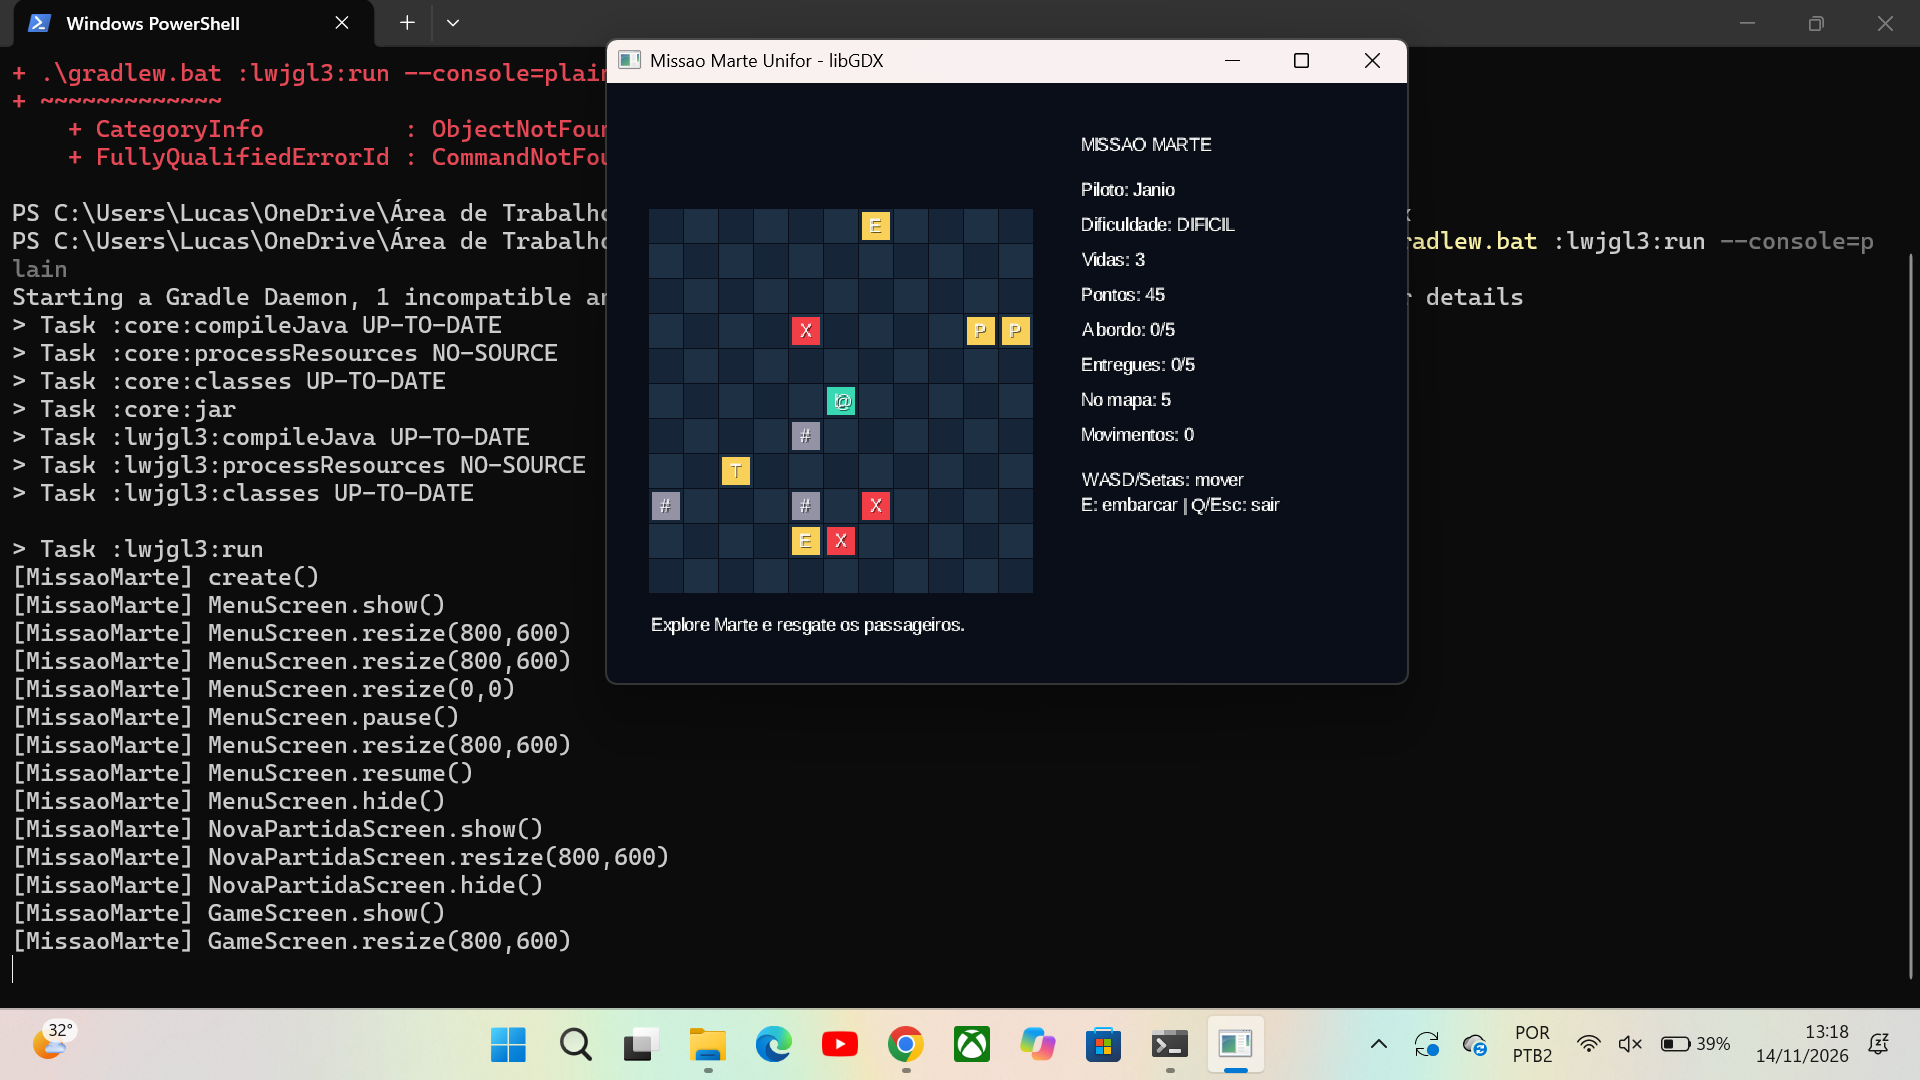 Windows PowerShell
+ .\gradlew.bat :lwjgl3:run --console=plain
+ ~~~~~~~~~~~~~
+ CategoryInfo : ObjectNotFou
+ FullyQualifiedErrorId : CommandNotFou
PS C:\Users\Lucas\OneDrive\Área de Trabalho
PS C:\Users\Lucas\OneDrive\Área de Trabalho radlew.bat :lwjgl3:run --console=p
lain
Starting a Gradle Daemon, 1 incompatible an details
> Task :core:compileJava UP-TO-DATE
> Task :core:processResources NO-SOURCE
> Task :core:classes UP-TO-DATE
> Task :core:jar
> Task :lwjgl3:compileJava UP-TO-DATE
> Task :lwjgl3:processResources NO-SOURCE
> Task :lwjgl3:classes UP-TO-DATE
> Task :lwjgl3:run
[MissaoMarte] create()
[MissaoMarte] MenuScreen.show()
[MissaoMarte] MenuScreen.resize(800,600)
[MissaoMarte] MenuScreen.resize(800,600)
[MissaoMarte] MenuScreen.resize(0,0)
[MissaoMarte] MenuScreen.pause()
[MissaoMarte] MenuScreen.resize(800,600)
[MissaoMarte] MenuScreen.resume()
[MissaoMarte] MenuScreen.hide()
[MissaoMarte] NovaPartidaScreen.show()
[MissaoMarte] NovaPartidaScreen.resize(800,600)
[MissaoMarte] NovaPartidaScreen.hide()
[MissaoMarte] GameScreen.show()
[MissaoMarte] GameScreen.resize(800,600)
Missao Marte Unifor - libGDX
E
X P P
@
#
T
# # X
E X
Explore Marte e resgate os passageiros.
MISSAO MARTE
Piloto: Janio
Dificuldade: DIFICIL
Vidas: 3
Pontos: 45
A bordo: 0/5
Entregues: 0/5
No mapa: 5
Movimentos: 0
WASD/Setas: mover
E: embarcar | Q/Esc: sair
32°
POR
PTB2
39%
13:18
14/11/2026